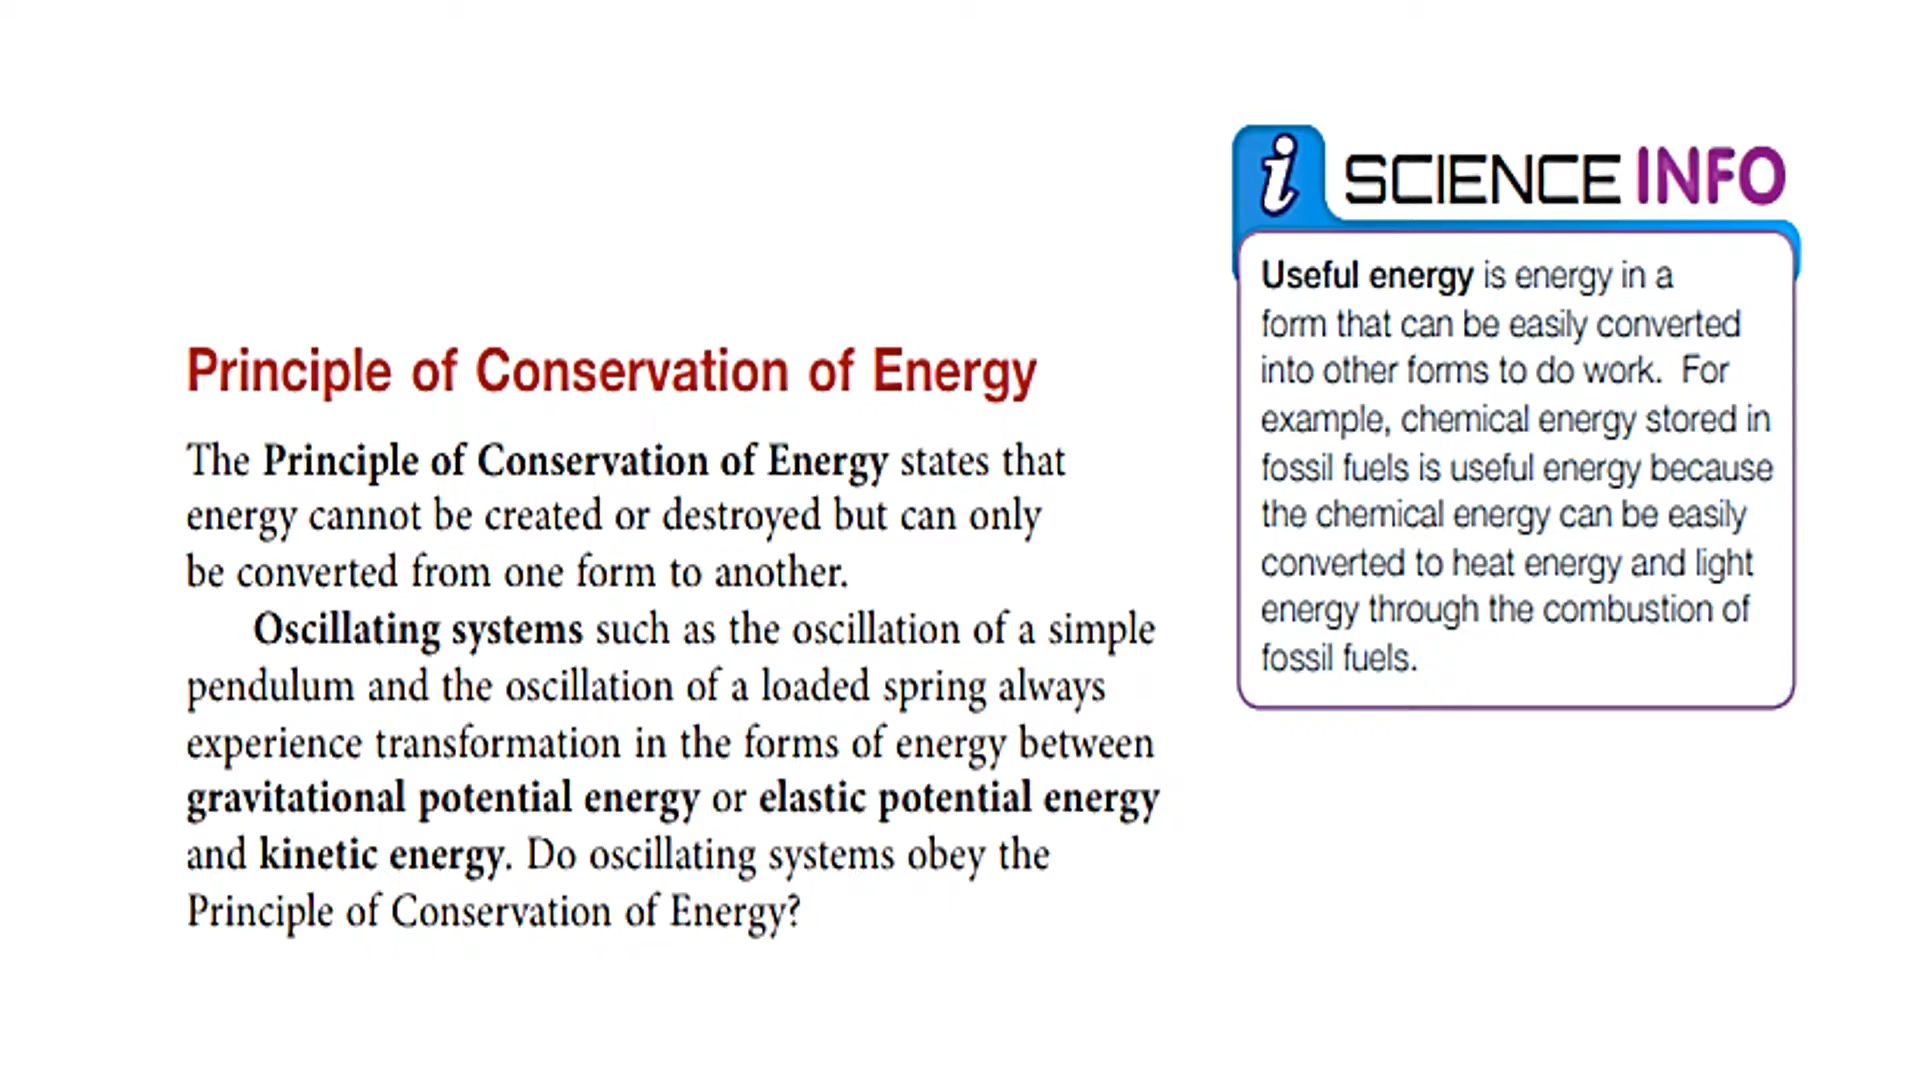 Principle of Conservation of Energy
The Principle of Conservation of Energy states that
energy cannot be created or destroyed but can only
be converted from one form to another.
Oscillating systems such as the oscillation of a simple
pendulum and the oscillation of a loaded spring always
experience transformation in the forms of energy between
gravitational potential energy or elastic potential energy
and kinetic energy. Do oscillating systems obey the
Principle of Conservation of Energy?
i SCIENCE INFO
Useful energy is energy in a
form that can be easily converted
into other forms to do work. For
example, chemical energy stored in
fossil fuels is useful energy because
the chemical energy can be easily
converted to heat energy and light
energy through the combustion of
fossil fuels.